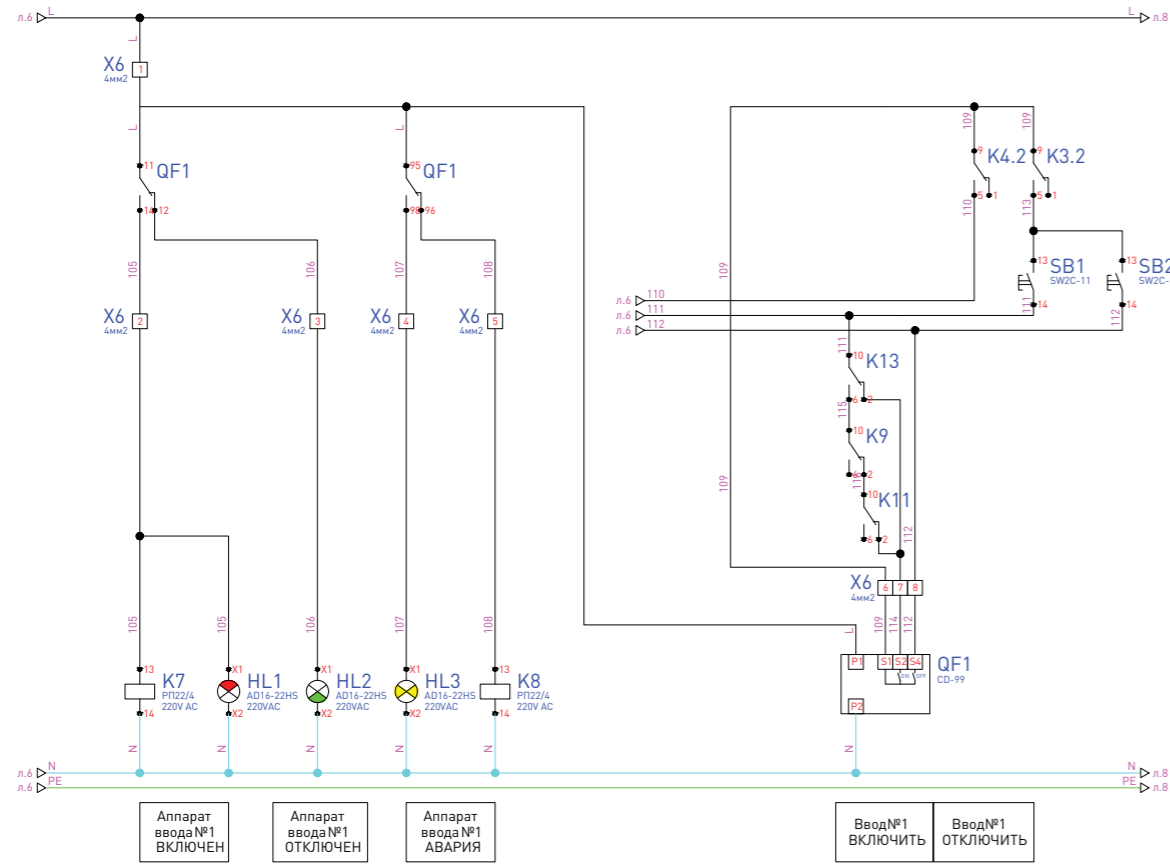 л.6 L L л.8
L
X6 1
4мм2
L L 109 109
11 QF1 95 QF1 9 K4.2 9 K3.2
14 12 98 96 5 1 5 1
110 113
105 106 107 108 109
13 SB1 13 SB2
SW2C-11 SW2C-
л.6 110
л.6 111 111 14 14
л.6 112 112
X6 2 X6 3 X6 4 X6 5
4мм2 4мм2 4мм2 4мм2
111
10 K13
6 2
115
10 K9
6 2
109
10 K11
112
6 2
X6 6 7 8
4мм2
105 105 106 107 108 L 109 114 112
P1 S1 S2 S4 QF1
ON OFF CD-99
13 K7 X1 HL1 X1 HL2 X1 HL3 13 K8
РП22/4 AD16-22HS AD16-22HS AD16-22HS РП22/4
220V AC 220VAC 220VAC 220VAC 220V AC
14 X2 X2 X2 14 P2
N N N N N N
л.6 N N л.8
л.6 PE PE л.8
Аппарат
ввода№1
ВКЛЮЧЕН
Аппарат
ввода№1
ОТКЛЮЧЕН
Аппарат
ввода№1
АВАРИЯ
Ввод№1
ВКЛЮЧИТЬ
Ввод№1
ОТКЛЮЧИТЬ